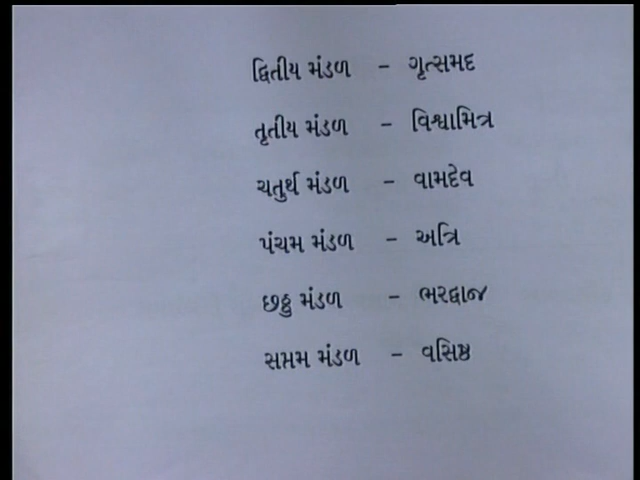 દ્વિતીય મંડળ - ગૃત્સમદ
તૃતીય મંડળ - વિશ્વામિત્ર
ચતુર્થ મંડળ - વામદેવ
પંચમ મંડળ - અત્રિ
છઠ્ઠુ મંડળ - ભરદ્વાજ
સપ્તમ મંડળ - વસિષ્ઠ